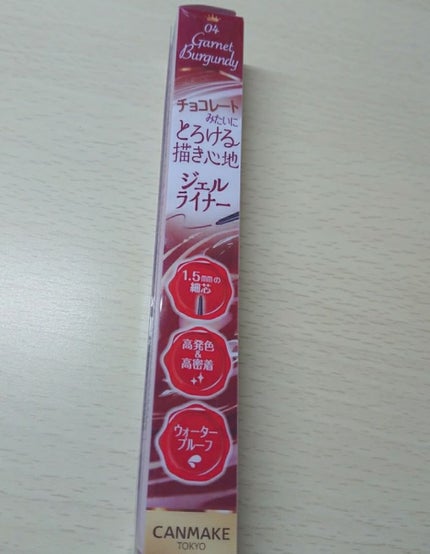 04
Garnet
Burgundy
チョコレート
みたいに
とろける
描き心地
ジェル
ライナー
1.5mmの
細芯
高発色
&
高密着
ウォーター
プルーフ
CANMAKE
TOKYO